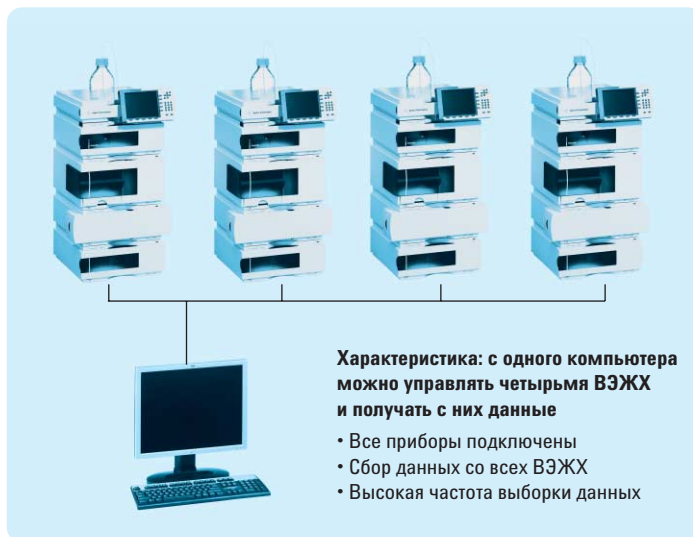 Характеристика: с одного компьютера
можно управлять четырьмя ВЭЖХ
и получать с них данные
• Все приборы подключены
• Сбор данных со всех ВЭЖХ
• Высокая частота выборки данных